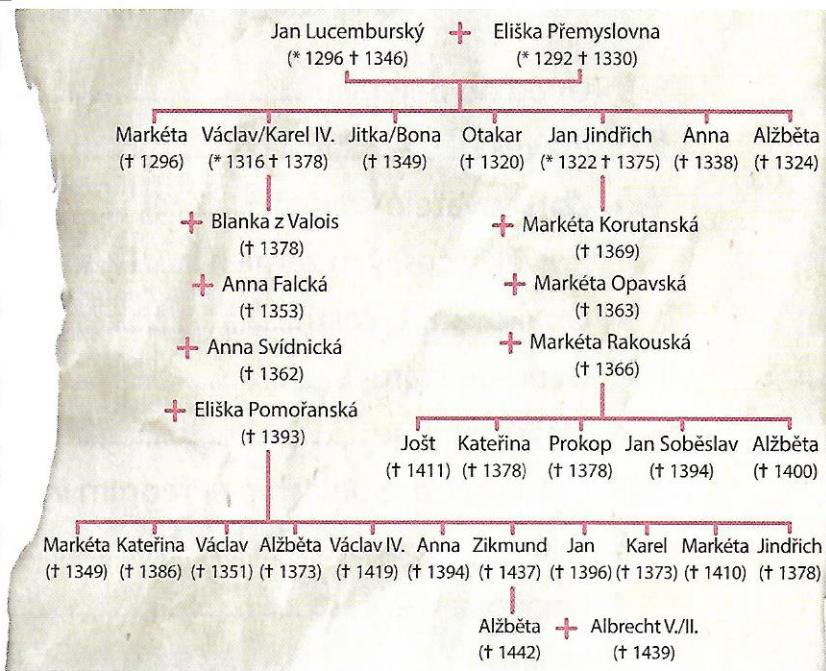 Jan Lucemburský + Eliška Přemyslovna
(* 1296 † 1346) (* 1292 † 1330)
Markéta Václav/Karel IV. Jitka/Bona Otakar Jan Jindřich Anna Alžběta
(† 1296) (* 1316 † 1378) († 1349) († 1320) (* 1322 † 1375) († 1338) († 1324)
+ Blanka z Valois + Markéta Korutanská
(† 1378) († 1369)
+ Anna Falcká + Markéta Opavská
(† 1353) († 1363)
+ Anna Svídnická + Markéta Rakouská
(† 1362) († 1366)
+ Eliška Pomořanská
(† 1393)
Jošt Kateřina Prokop Jan Soběslav Alžběta
(† 1411) († 1378) († 1378) († 1394) († 1400)
Markéta Kateřina Václav Alžběta Václav IV. Anna Zikmund Jan Karel Markéta Jindřich
(† 1349) († 1386) († 1351) († 1373) († 1419) († 1394) († 1437) († 1396) († 1373) († 1410) († 1378)
Alžběta + Albrecht V./II.
(† 1442) († 1439)